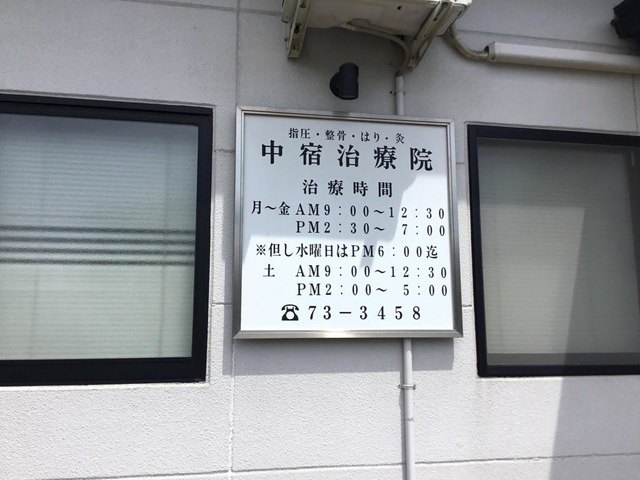 指圧・整骨・はり・灸
中宿治療院
治療時間
月～金 AM9:00～12:30
PM2:30～ 7:00
※但し水曜日はPM6:00迄
土 AM9:00～12:30
PM2:00～ 5:00
☎73-3458